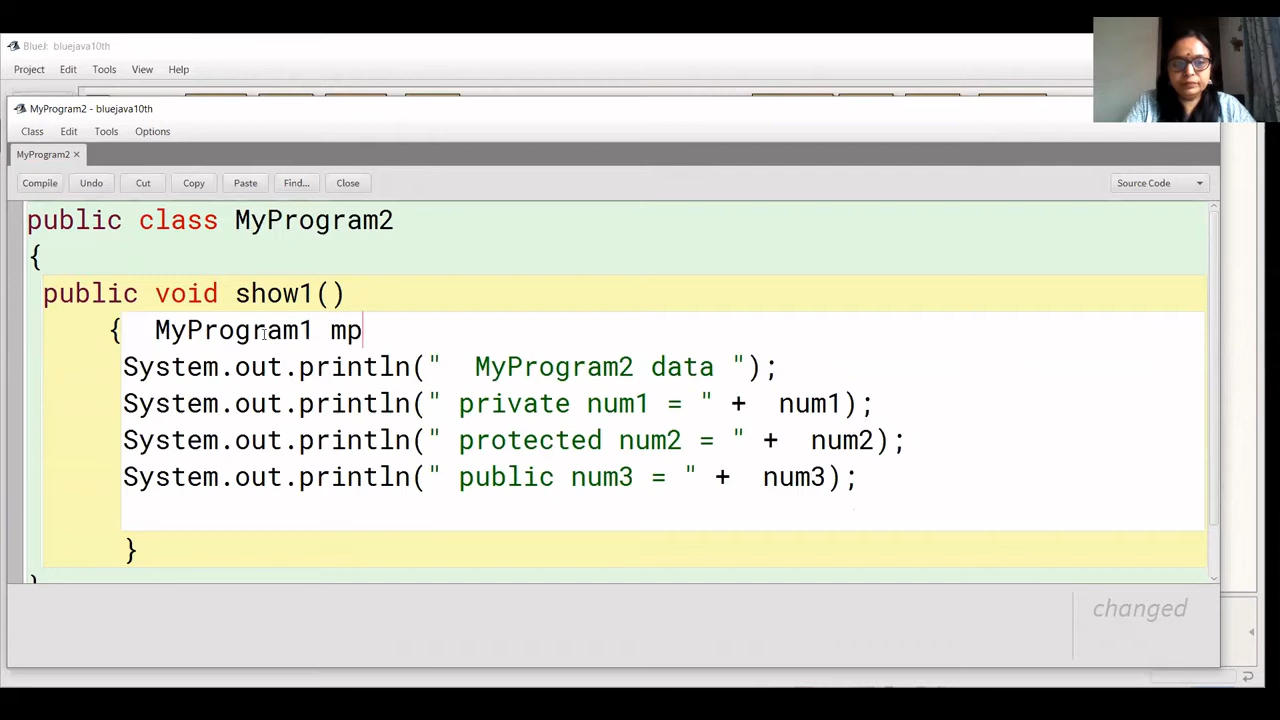 BlueJ: bluejava10th
Project Edit Tools View Help
MyProgram2 - bluejava10th
Class Edit Tools Options
MyProgram2 ×
Compile Undo Cut Copy Paste Find... Close Source Code
public class MyProgram2
{
public void show1()
{ MyProgram1 mp
System.out.println(" MyProgram2 data ");
System.out.println(" private num1 = " + num1);
System.out.println(" protected num2 = " + num2);
System.out.println(" public num3 = " + num3);
}
}
changed